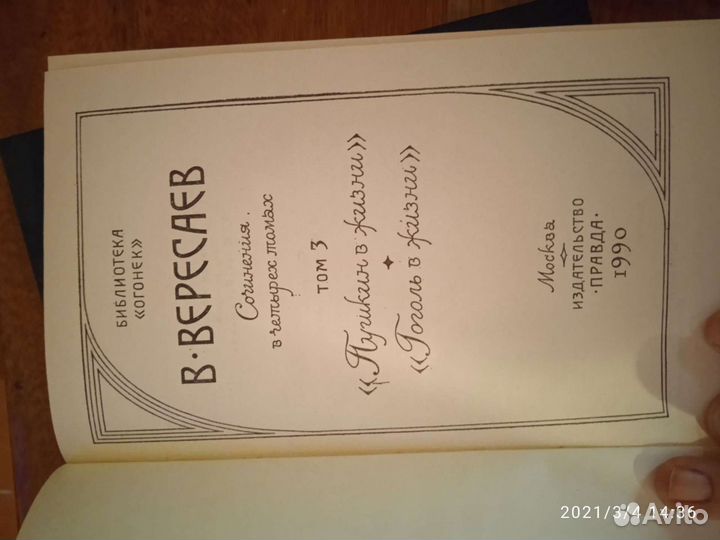 БИБЛИОТЕКА
«ОГОНЕК»
В·ВЕРЕСАЕВ
Сочинения
в четырех томах
ТОМ 3
«Пушкин в жизни»
«Гоголь в жизни»
Москва
ИЗДАТЕЛЬСТВО
·ПРАВДА·
1990
2021/3/4 14:36
Avito